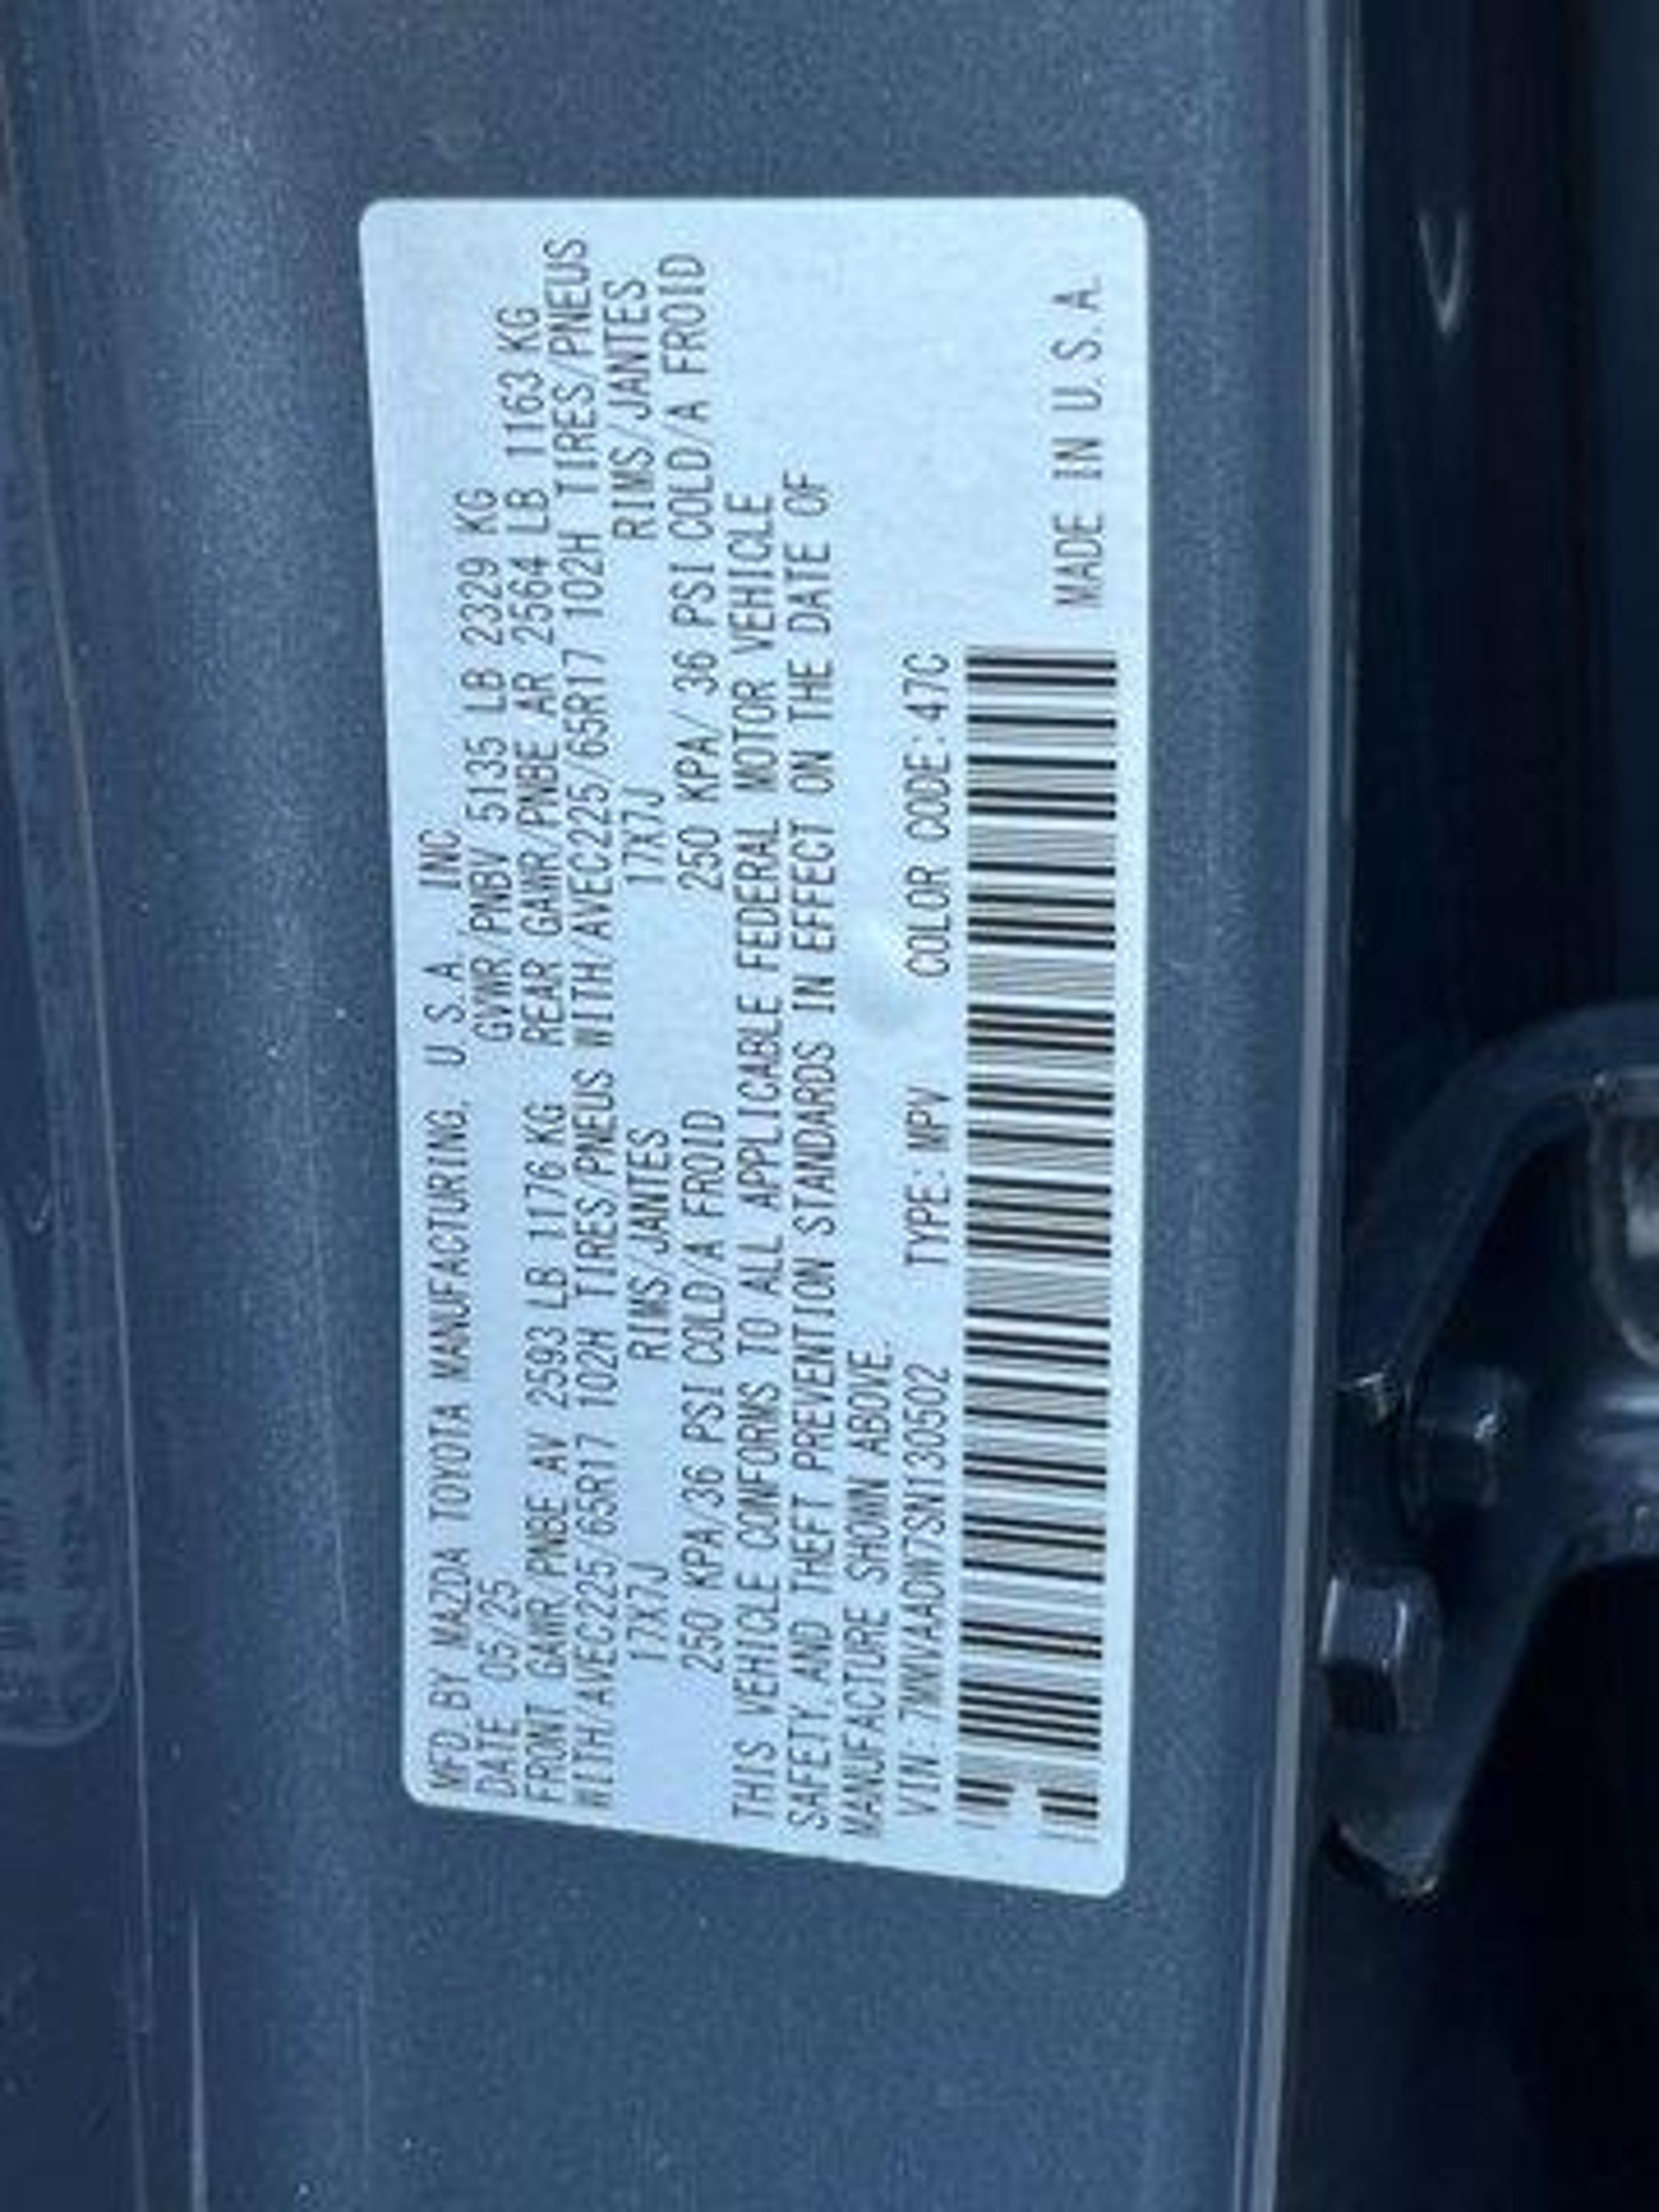 MFD.BY MAZDA TOYOTA MANUFACTURING, U.S.A. INC.
DATE 05/25 GVWR/PNBV 5135 LB 2329 KG
FRONT GAWR/PNBE AV 2593 LB 1176 KG REAR GAWR/PNBE AR 2564 LB 1163 KG
WITH/AVEC225/65R17 102H TIRES/PNEUS WITH/AVEC225/65R17 102H TIRES/PNEUS
17X7J RIMS/JANTES 17X7J RIMS/JANTES
250 KPA/36 PSI COLD/A FROID 250 KPA/ 36 PSI COLD/A FROID
THIS VEHICLE CONFORMS TO ALL APPLICABLE FEDERAL MOTOR VEHICLE
SAFETY, AND THEFT PREVENTION STANDARDS IN EFFECT ON THE DATE OF
MANUFACTURE SHOWN ABOVE.
VIN: 7MMVAADW7SN130502 TYPE: MPV COLOR CODE: 47C
MADE IN U.S.A.